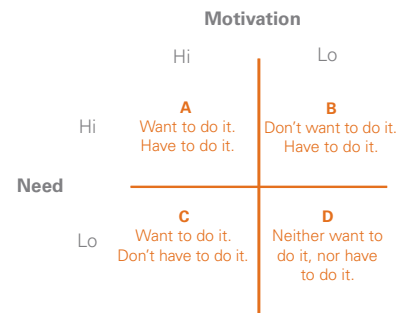 Motivation
Hi
Lo
Hi
A
Want to do it.
Have to do it.
B
Don't want to do it.
Have to do it.
Need
Lo
C
Want to do it.
Don't have to do it.
D
Neither want to
do it, nor have
to do it.